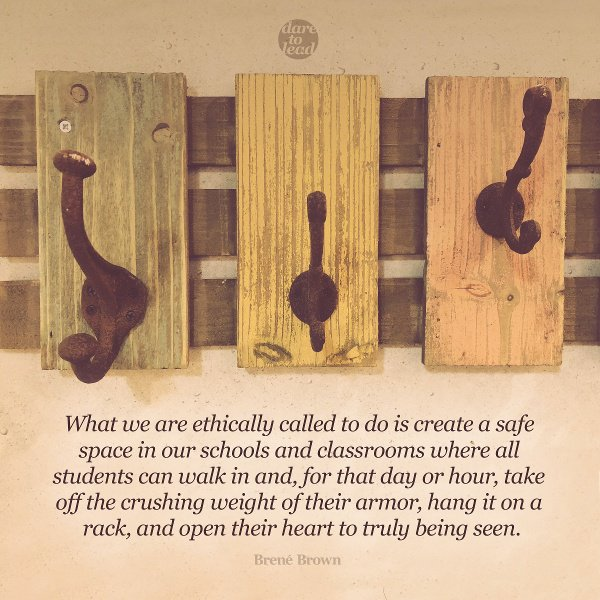 dare
to
lead
What we are ethically called to do is create a safe
space in our schools and classrooms where all
students can walk in and, for that day or hour, take
off the crushing weight of their armor, hang it on a
rack, and open their heart to truly being seen.
Brené Brown